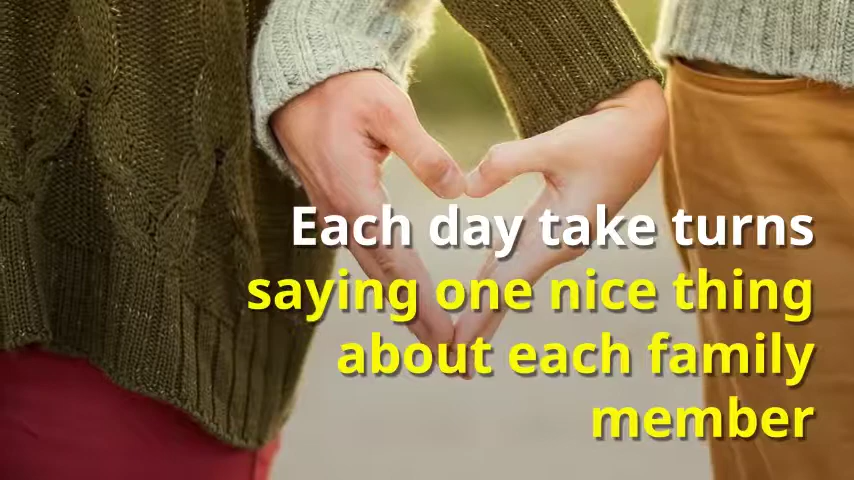 Each day take turns
saying one nice thing
about each family
member